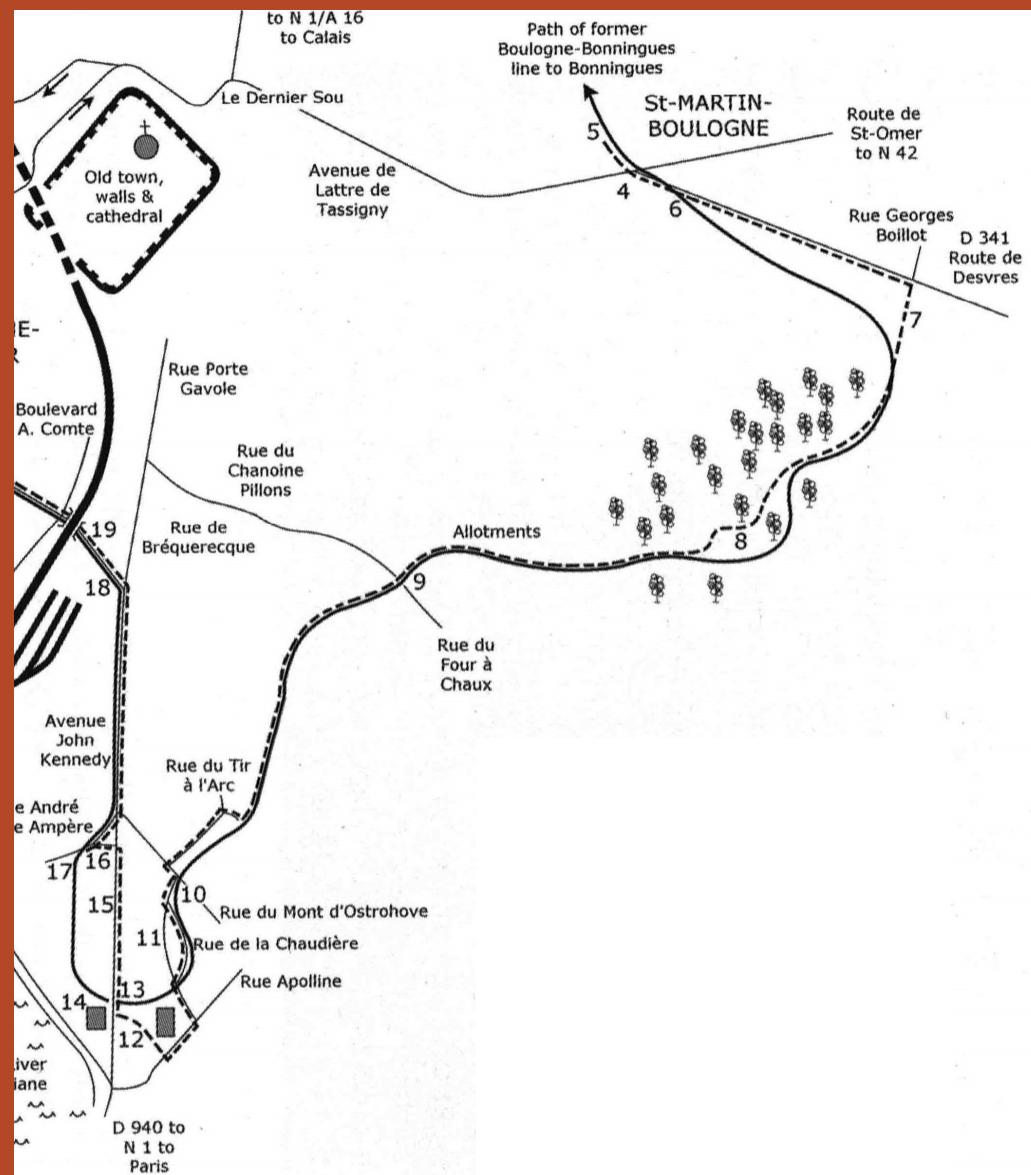 to N 1/A 16
to Calais
Path of former
Boulogne-Bonningues
line to Bonningues
Le Dernier Sou
St-MARTIN-
BOULOGNE
Route de
St-Omer
to N 42
5
Old town,
walls &
cathedral
Avenue de
Lattre de
Tassigny
4
6
Rue Georges
Boillot
D 341
Route de
Desvres
7
E-
R
Rue Porte
Gavole
Boulevard
A. Comte
Rue du
Chanoine
Pillons
19
Rue de
Bréquerecque
Allotments
8
18
9
Rue du
Four à
Chaux
Avenue
John
Kennedy
Rue du Tir
à l'Arc
e André
e Ampère
16
17
10
15
Rue du Mont d'Ostrohove
11
Rue de la Chaudière
Rue Apolline
13
14
12
iver
iane
D 940 to
N 1 to
Paris